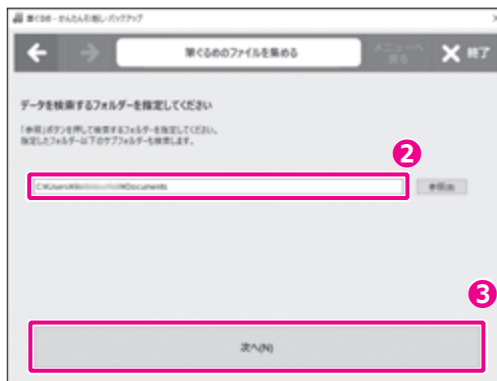 筆ぐるめ - かんたん引越し・バックアップ
筆ぐるめのファイルを集める
メニューへ
戻る
終了
データを検索するフォルダーを指定してください
「参照」ボタンを押して検索するフォルダーを指定してください。
指定したフォルダー以下のサブフォルダーも検索します。
2
C:¥Users¥ ¥Documents
参照(B)
3
次へ(N)